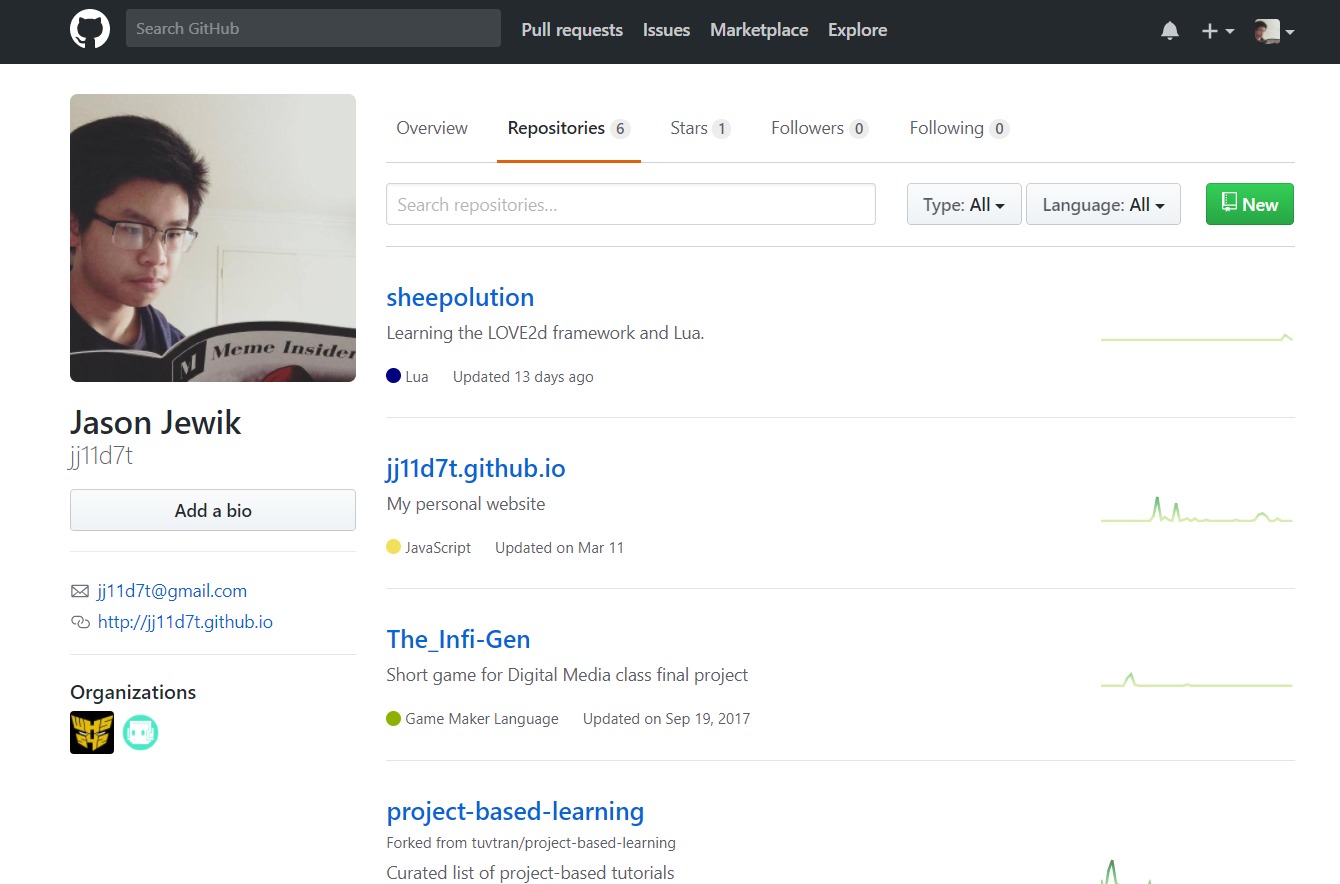 Search GitHub Pull requests Issues Marketplace Explore
Overview Repositories 6 Stars 1 Followers 0 Following 0
Search repositories... Type: All Language: All New
M Meme Insider
Jason Jewik
jj11d7t
Add a bio
jj11d7t@gmail.com
http://jj11d7t.github.io
Organizations
WHS
542
sheepolution
Learning the LOVE2d framework and Lua.
Lua Updated 13 days ago
jj11d7t.github.io
My personal website
JavaScript Updated on Mar 11
The_Infi-Gen
Short game for Digital Media class final project
Game Maker Language Updated on Sep 19, 2017
project-based-learning
Forked from tuvtran/project-based-learning
Curated list of project-based tutorials